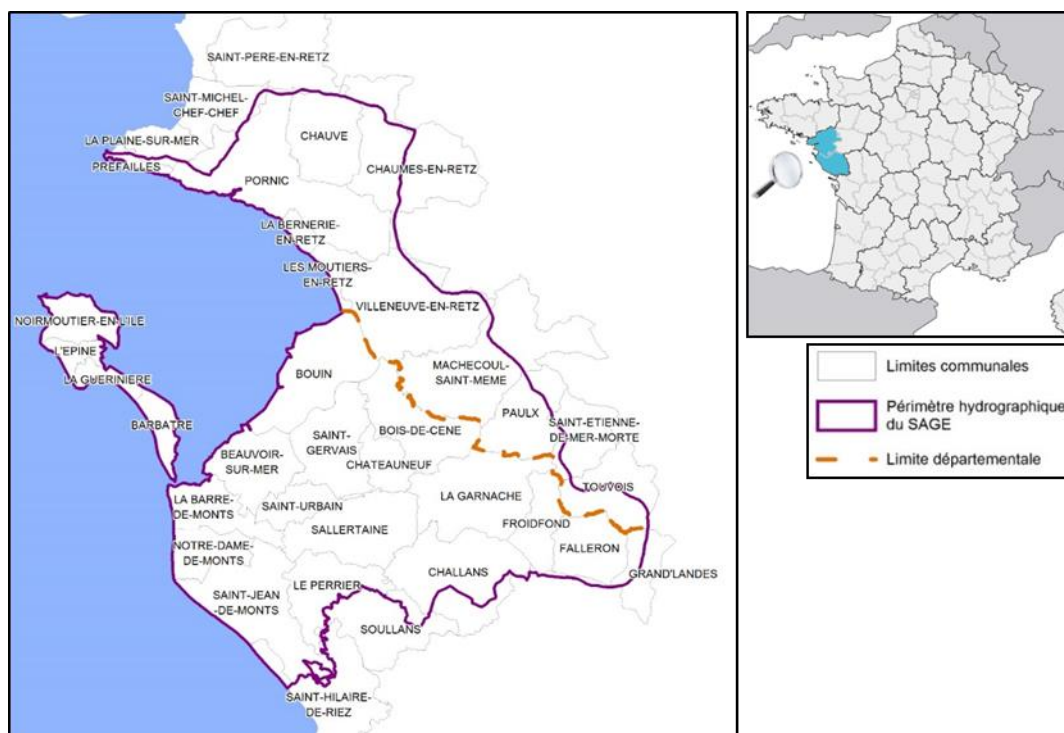 SAINT-PERE-EN-RETZ
SAINT-MICHEL-
CHEF-CHEF
CHAUVE
LA PLAINE-SUR-MER
PREFAILLES
CHAUMES-EN-RETZ
PORNIC
LA BERNERIE-
EN-RETZ
LES MOUTIERS-
EN-RETZ
VILLENEUVE-EN-RETZ
NOIRMOUTIER-EN-L'ILE
L'EPINE
LA GUERINIERE
BARBATRE
BOUIN
MACHECOUL-
SAINT-MEME
PAULX
SAINT-ETIENNE-
DE-MER-MORTE
BOIS-DE-CENE
SAINT-
GERVAIS
CHATEAUNEUF
BEAUVOIR-
SUR-MER
TOUVOIS
LA BARRE-
DE-MONTS
SAINT-URBAIN
LA GARNACHE
SALLERTAINE
FROIDFOND
FALLERON
NOTRE-DAME-
DE-MONTS
GRAND'LANDES
CHALLANS
LE PERRIER
SAINT-JEAN
-DE-MONTS
SOULLANS
SAINT-HILAIRE-
DE-RIEZ
Limites communales
Périmètre hydrographique
du SAGE
Limite départementale